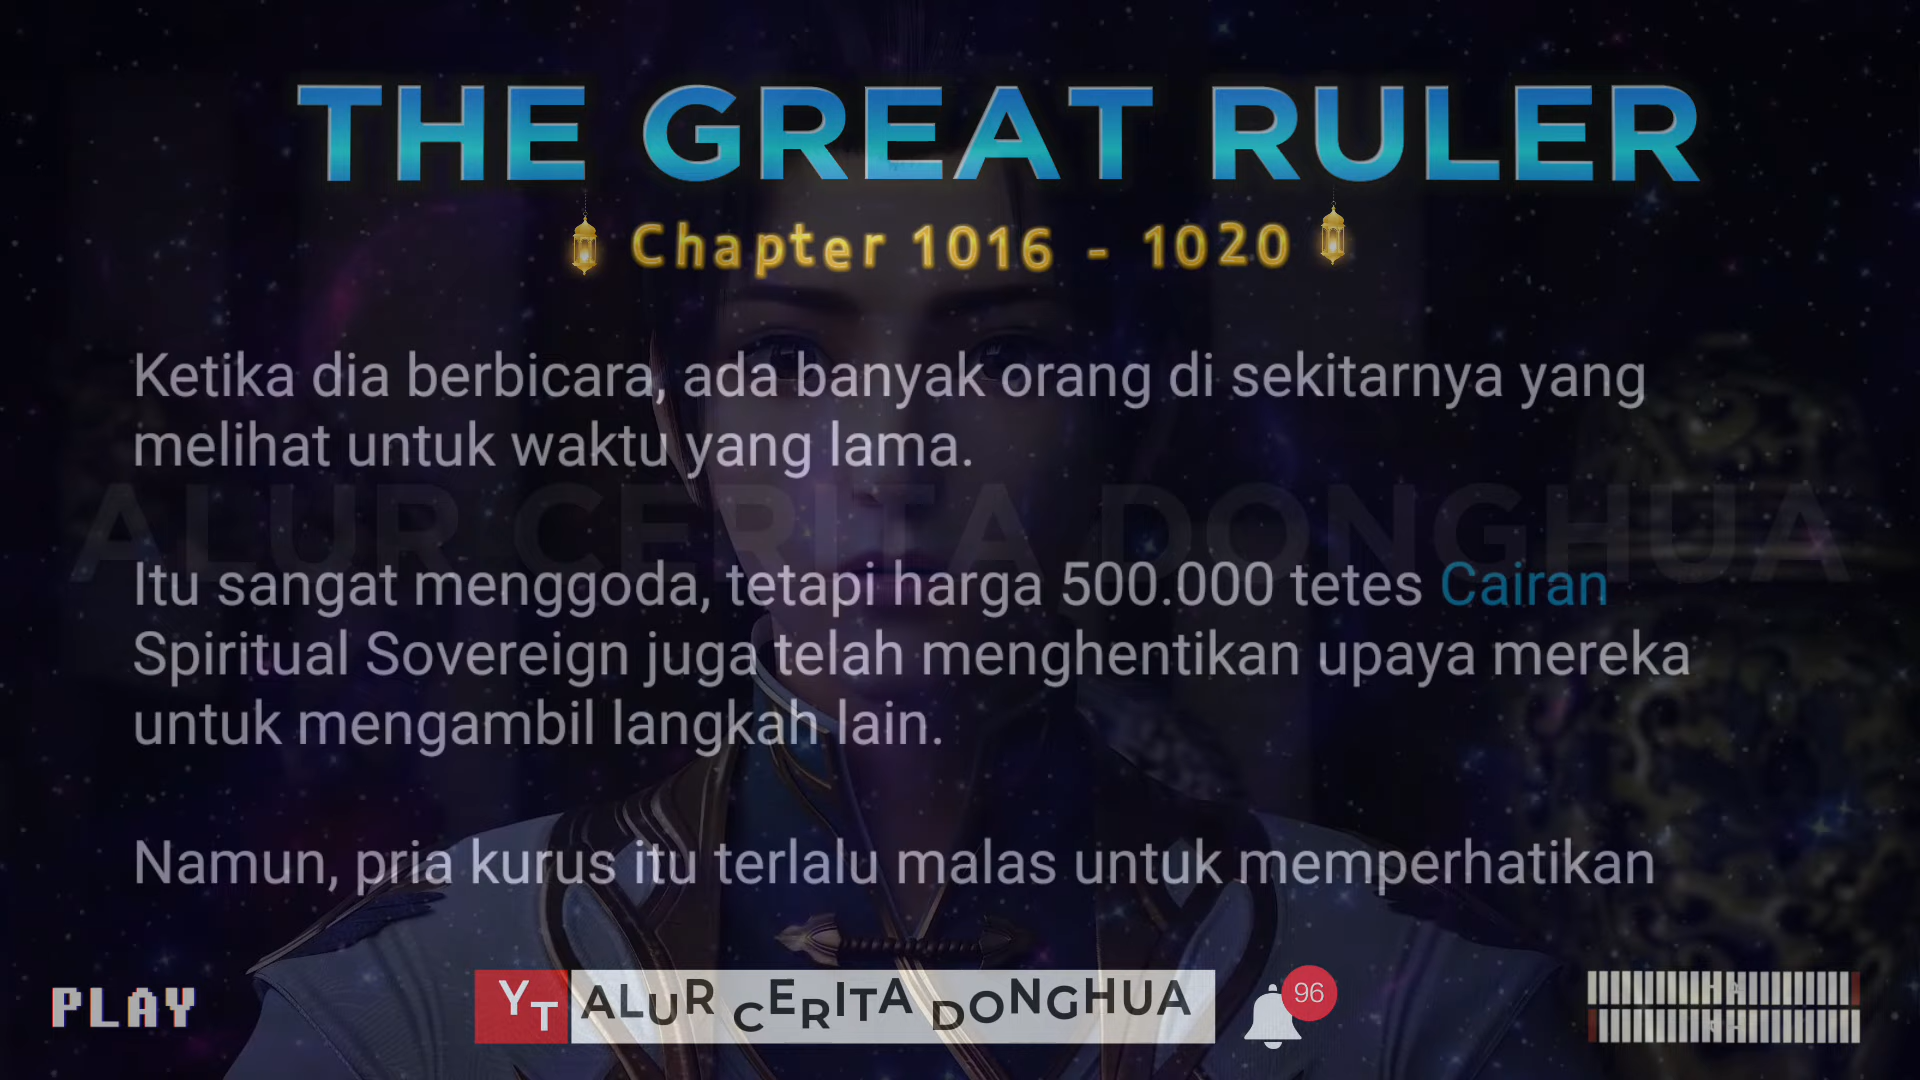 THE GREAT RULER
Chapter 1016 - 1020
Ketika dia berbicara, ada banyak orang di sekitarnya yang
melihat untuk waktu yang lama.
ALUR CERITA DONGHUA
Itu sangat menggoda, tetapi harga 500.000 tetes Cairan
Spiritual Sovereign juga telah menghentikan upaya mereka
untuk mengambil langkah lain.
Namun, pria kurus itu terlalu malas untuk memperhatikan
PLAY
YT ALUR CERITA DONGHUA
96